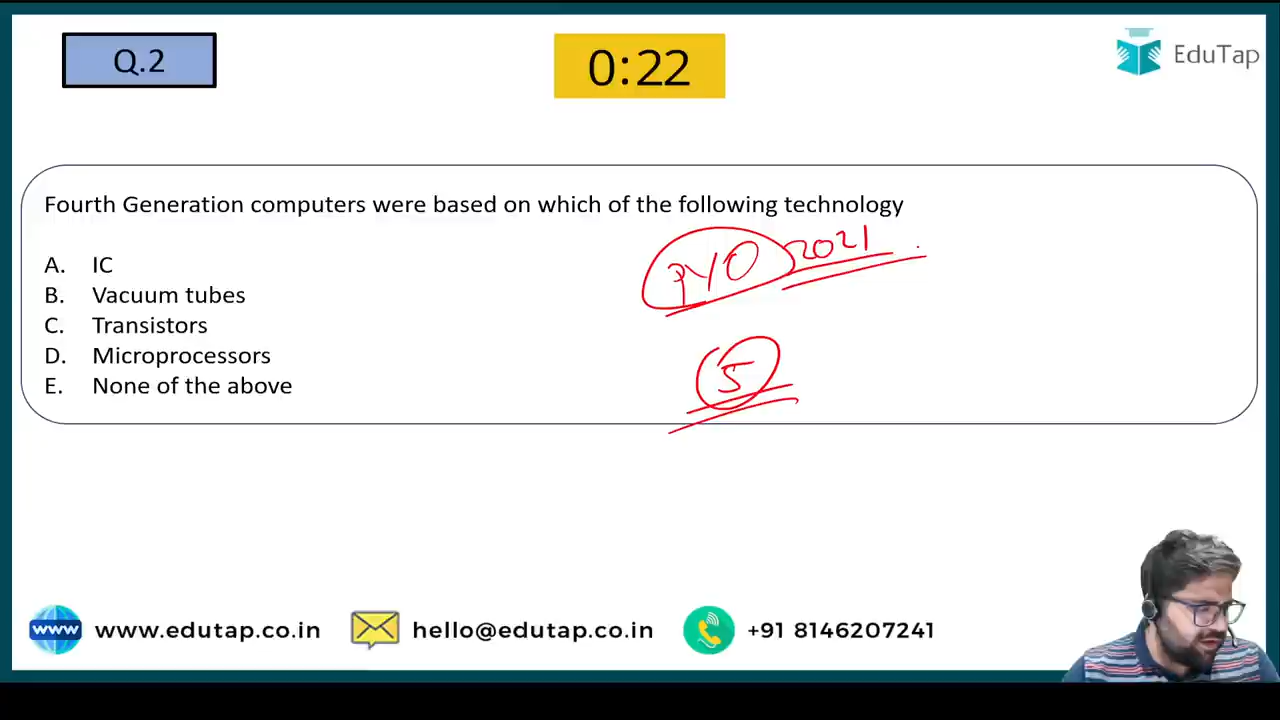 Q.2
0:22
EduTap
Fourth Generation computers were based on which of the following technology
PYQ 2021
A. IC
B. Vacuum tubes
C. Transistors
D. Microprocessors
E. None of the above
5
www www.edutap.co.in
hello@edutap.co.in
+91 8146207241